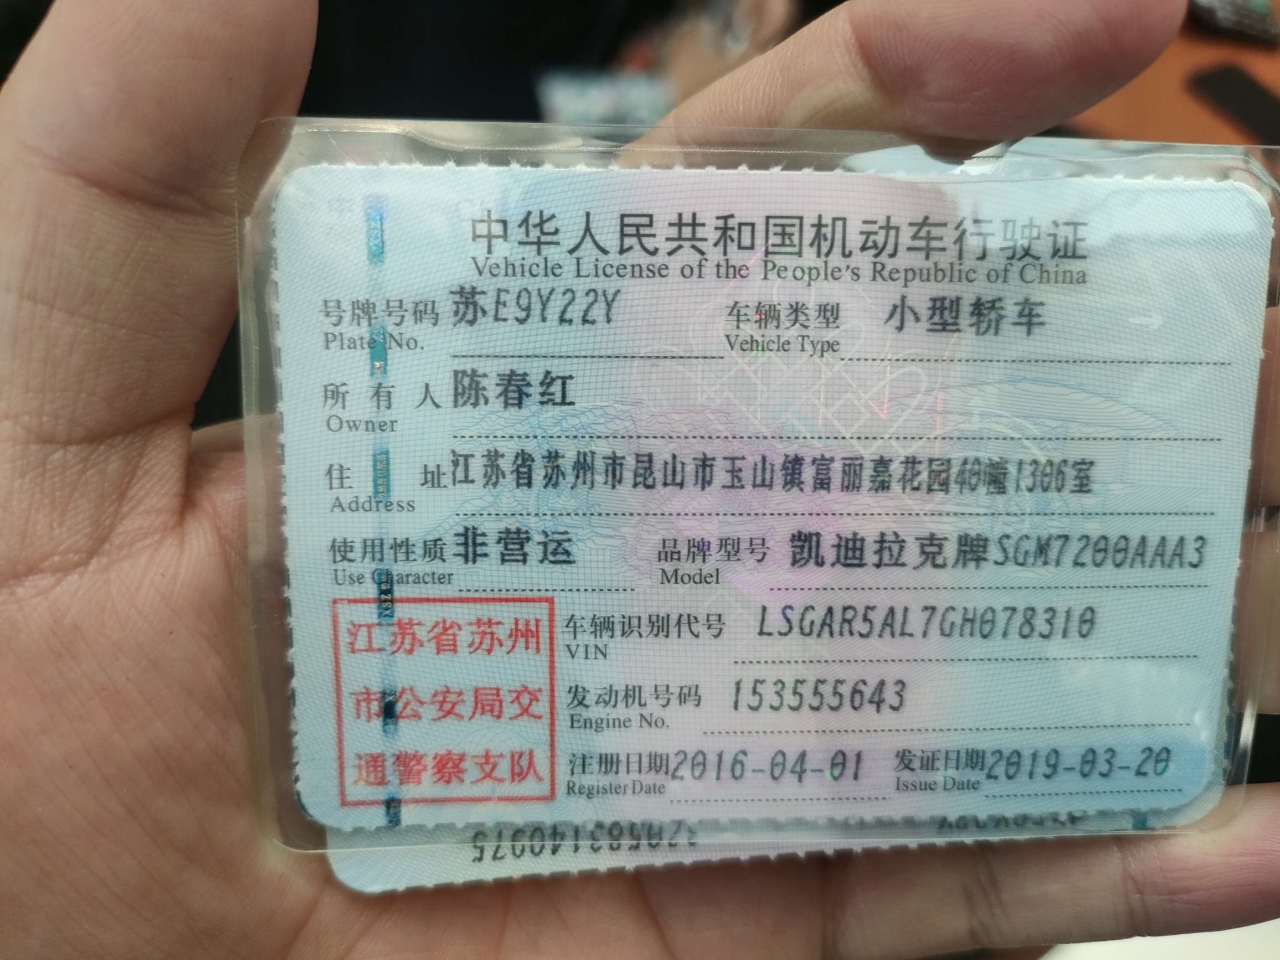 中华人民共和国机动车行驶证
Vehicle License of the People's Republic of China
号牌号码 苏E9Y22Y 车辆类型 小型轿车
Plate No. Vehicle Type
所有人 陈春红
Owner
住址 江苏省苏州市昆山市玉山镇富丽嘉花园40幢1306室
Address
使用性质 非营运 品牌型号 凯迪拉克牌SGM7200AAA3
Use Character Model
江苏省苏州
市公安局交
通警察支队
车辆识别代号 LSGAR5AL7GH078310
VIN
发动机号码 153555643
Engine No.
注册日期 2016-04-01 发证日期 2019-03-20
Register Date Issue Date